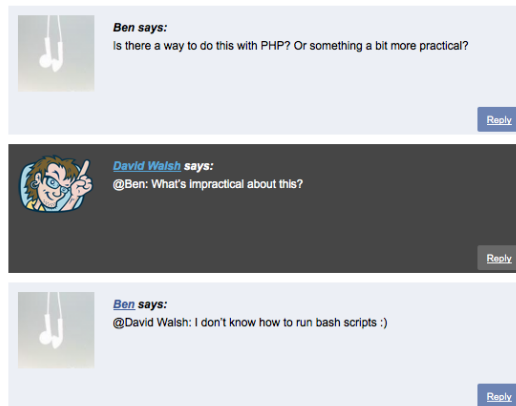 Ben says:
Is there a way to do this with PHP? Or something a bit more practical?
Reply
David Walsh says:
@Ben: What's impractical about this?
Reply
Ben says:
@David Walsh: I don't know how to run bash scripts :)
Reply